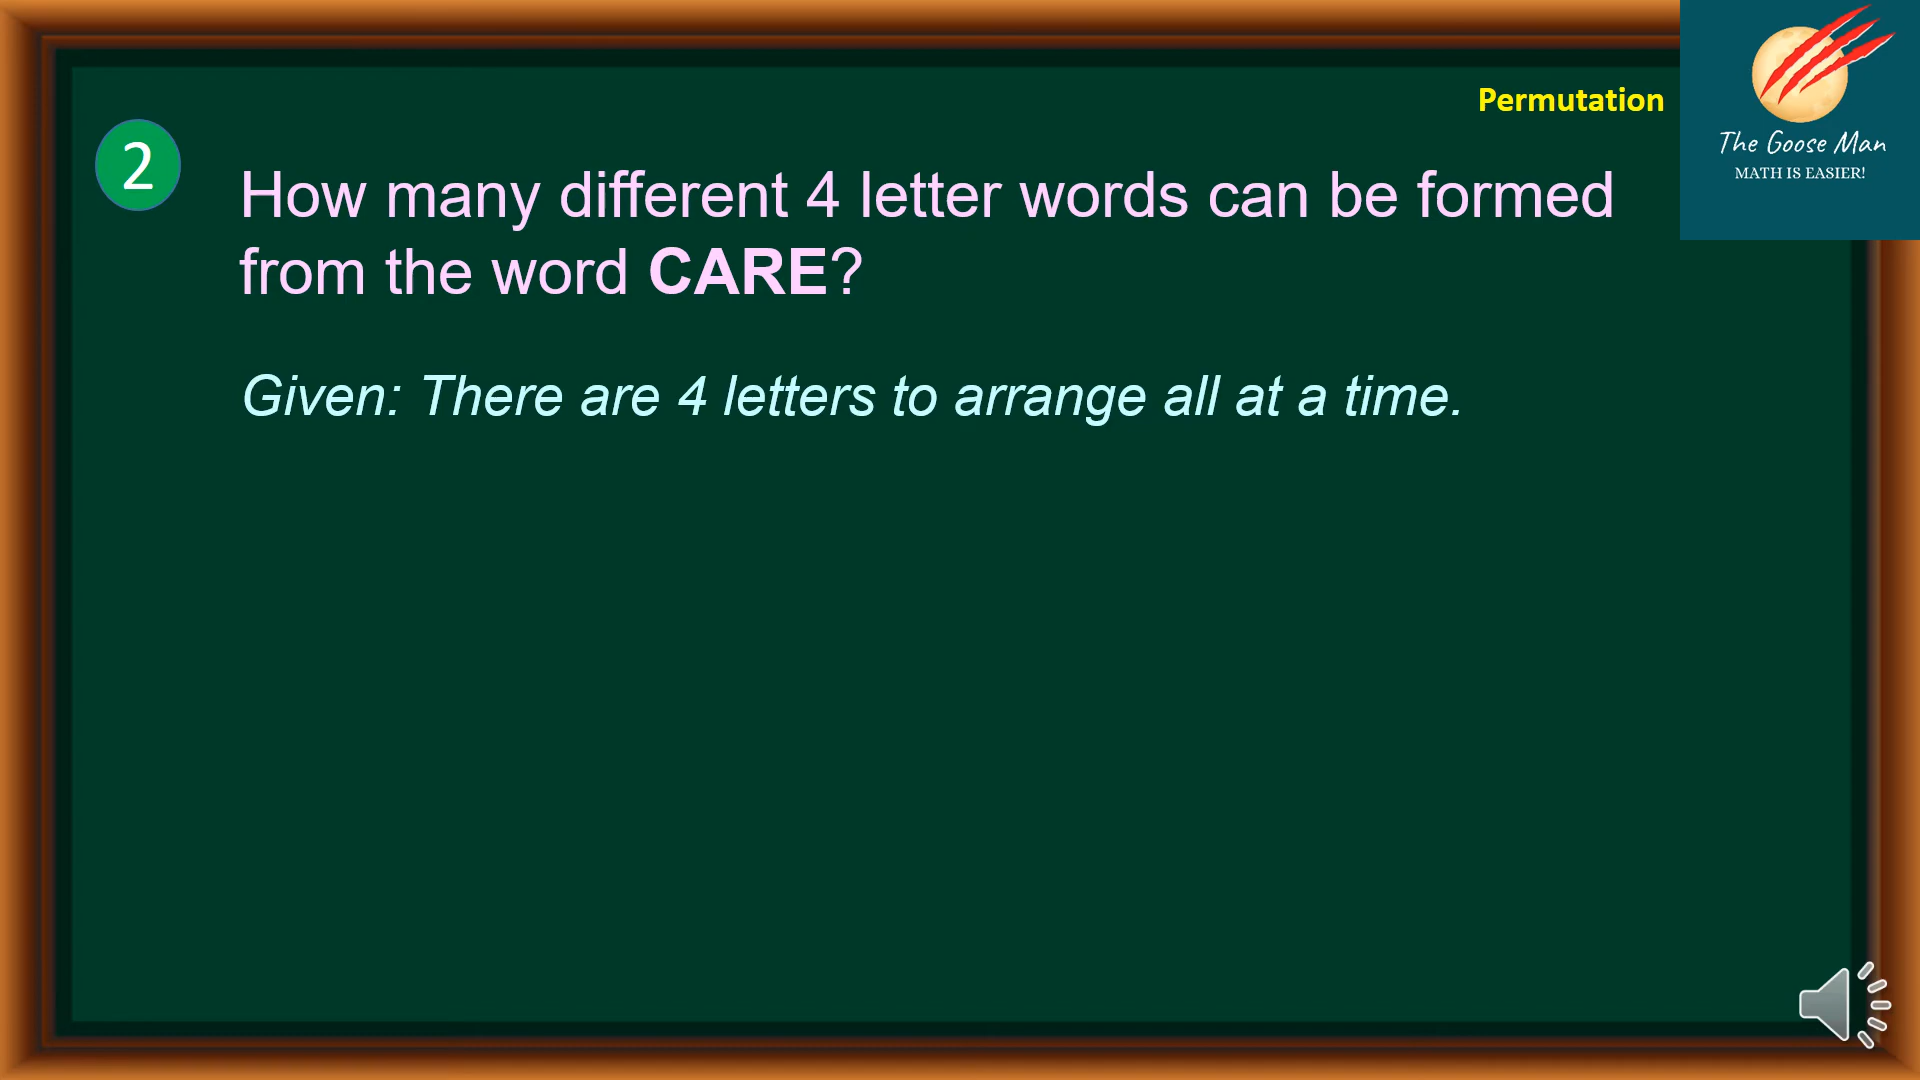 Permutation
The Goose Man
MATH IS EASIER!
2
How many different 4 letter words can be formed
from the word CARE?
Given: There are 4 letters to arrange all at a time.